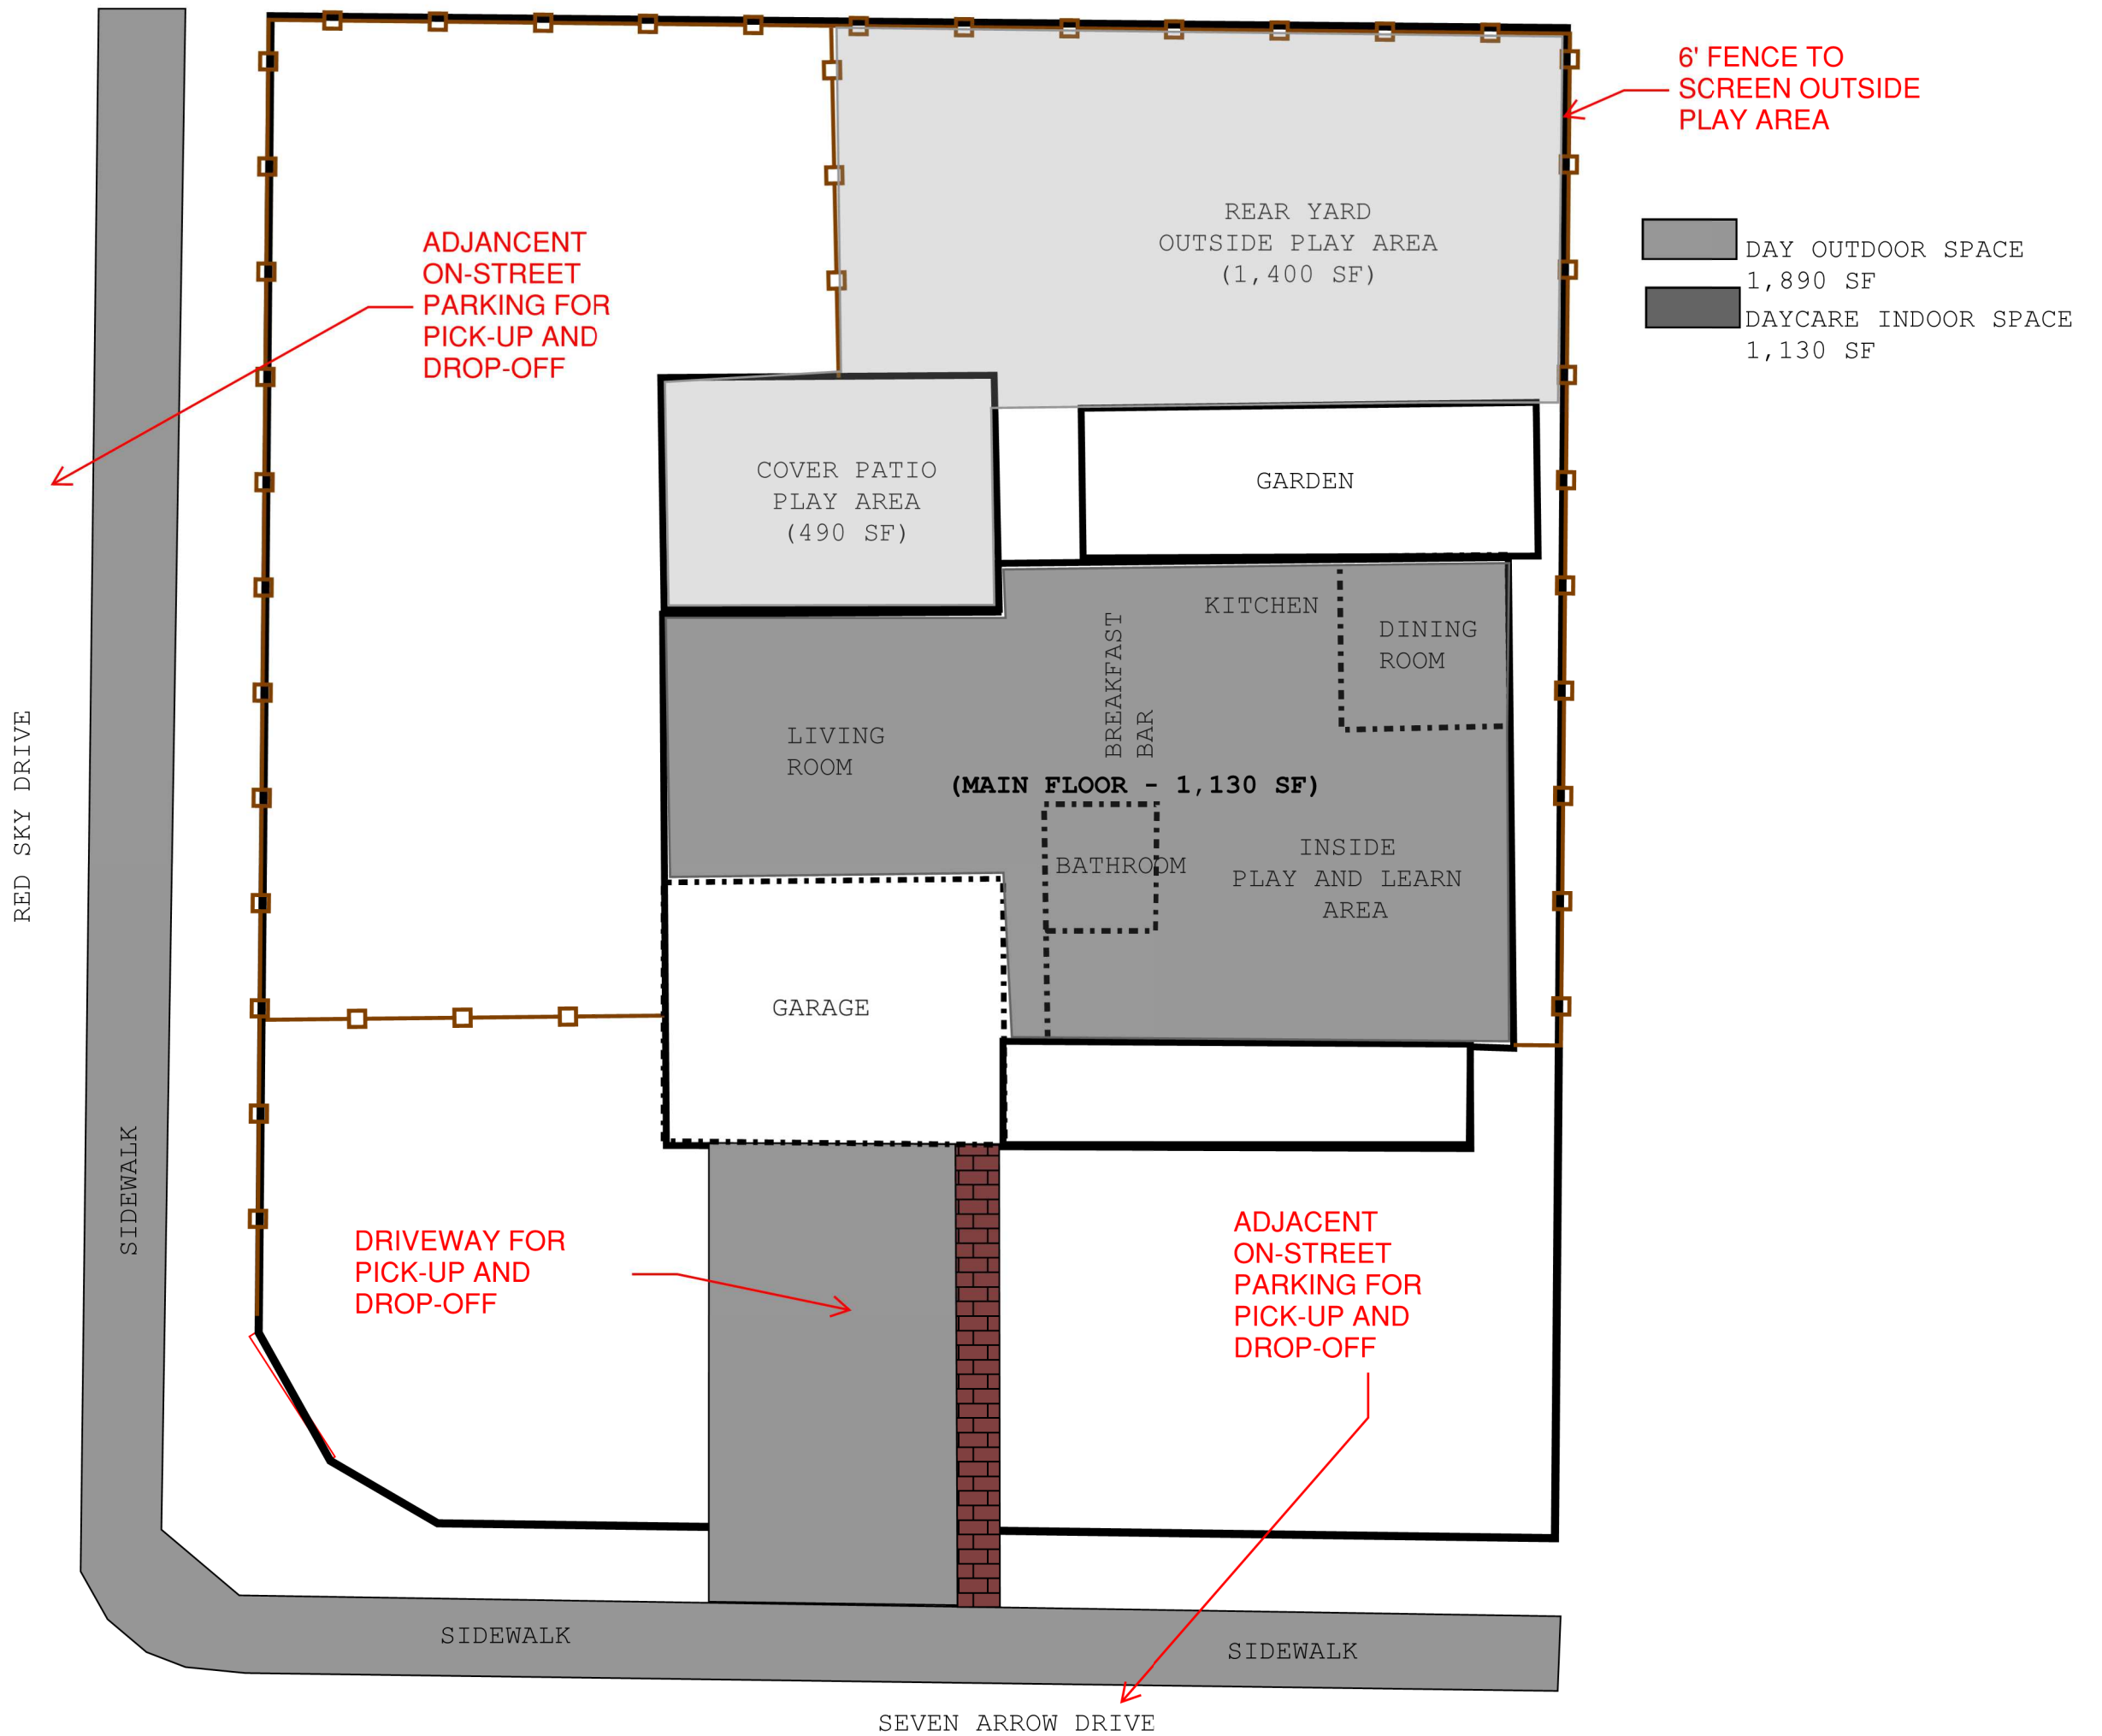 6' FENCE TO
SCREEN OUTSIDE
PLAY AREA
REAR YARD
OUTSIDE PLAY AREA
(1,400 SF)
DAY OUTDOOR SPACE
1,890 SF
DAYCARE INDOOR SPACE
1,130 SF
ADJANCENT
ON-STREET
PARKING FOR
PICK-UP AND
DROP-OFF
COVER PATIO
PLAY AREA
(490 SF)
GARDEN
KITCHEN
DINING
ROOM
BREAKFAST
BAR
LIVING
ROOM
(MAIN FLOOR - 1,130 SF)
BATHROOM
INSIDE
PLAY AND LEARN
AREA
RED SKY DRIVE
GARAGE
SIDEWALK
DRIVEWAY FOR
PICK-UP AND
DROP-OFF
ADJACENT
ON-STREET
PARKING FOR
PICK-UP AND
DROP-OFF
SIDEWALK
SIDEWALK
SEVEN ARROW DRIVE